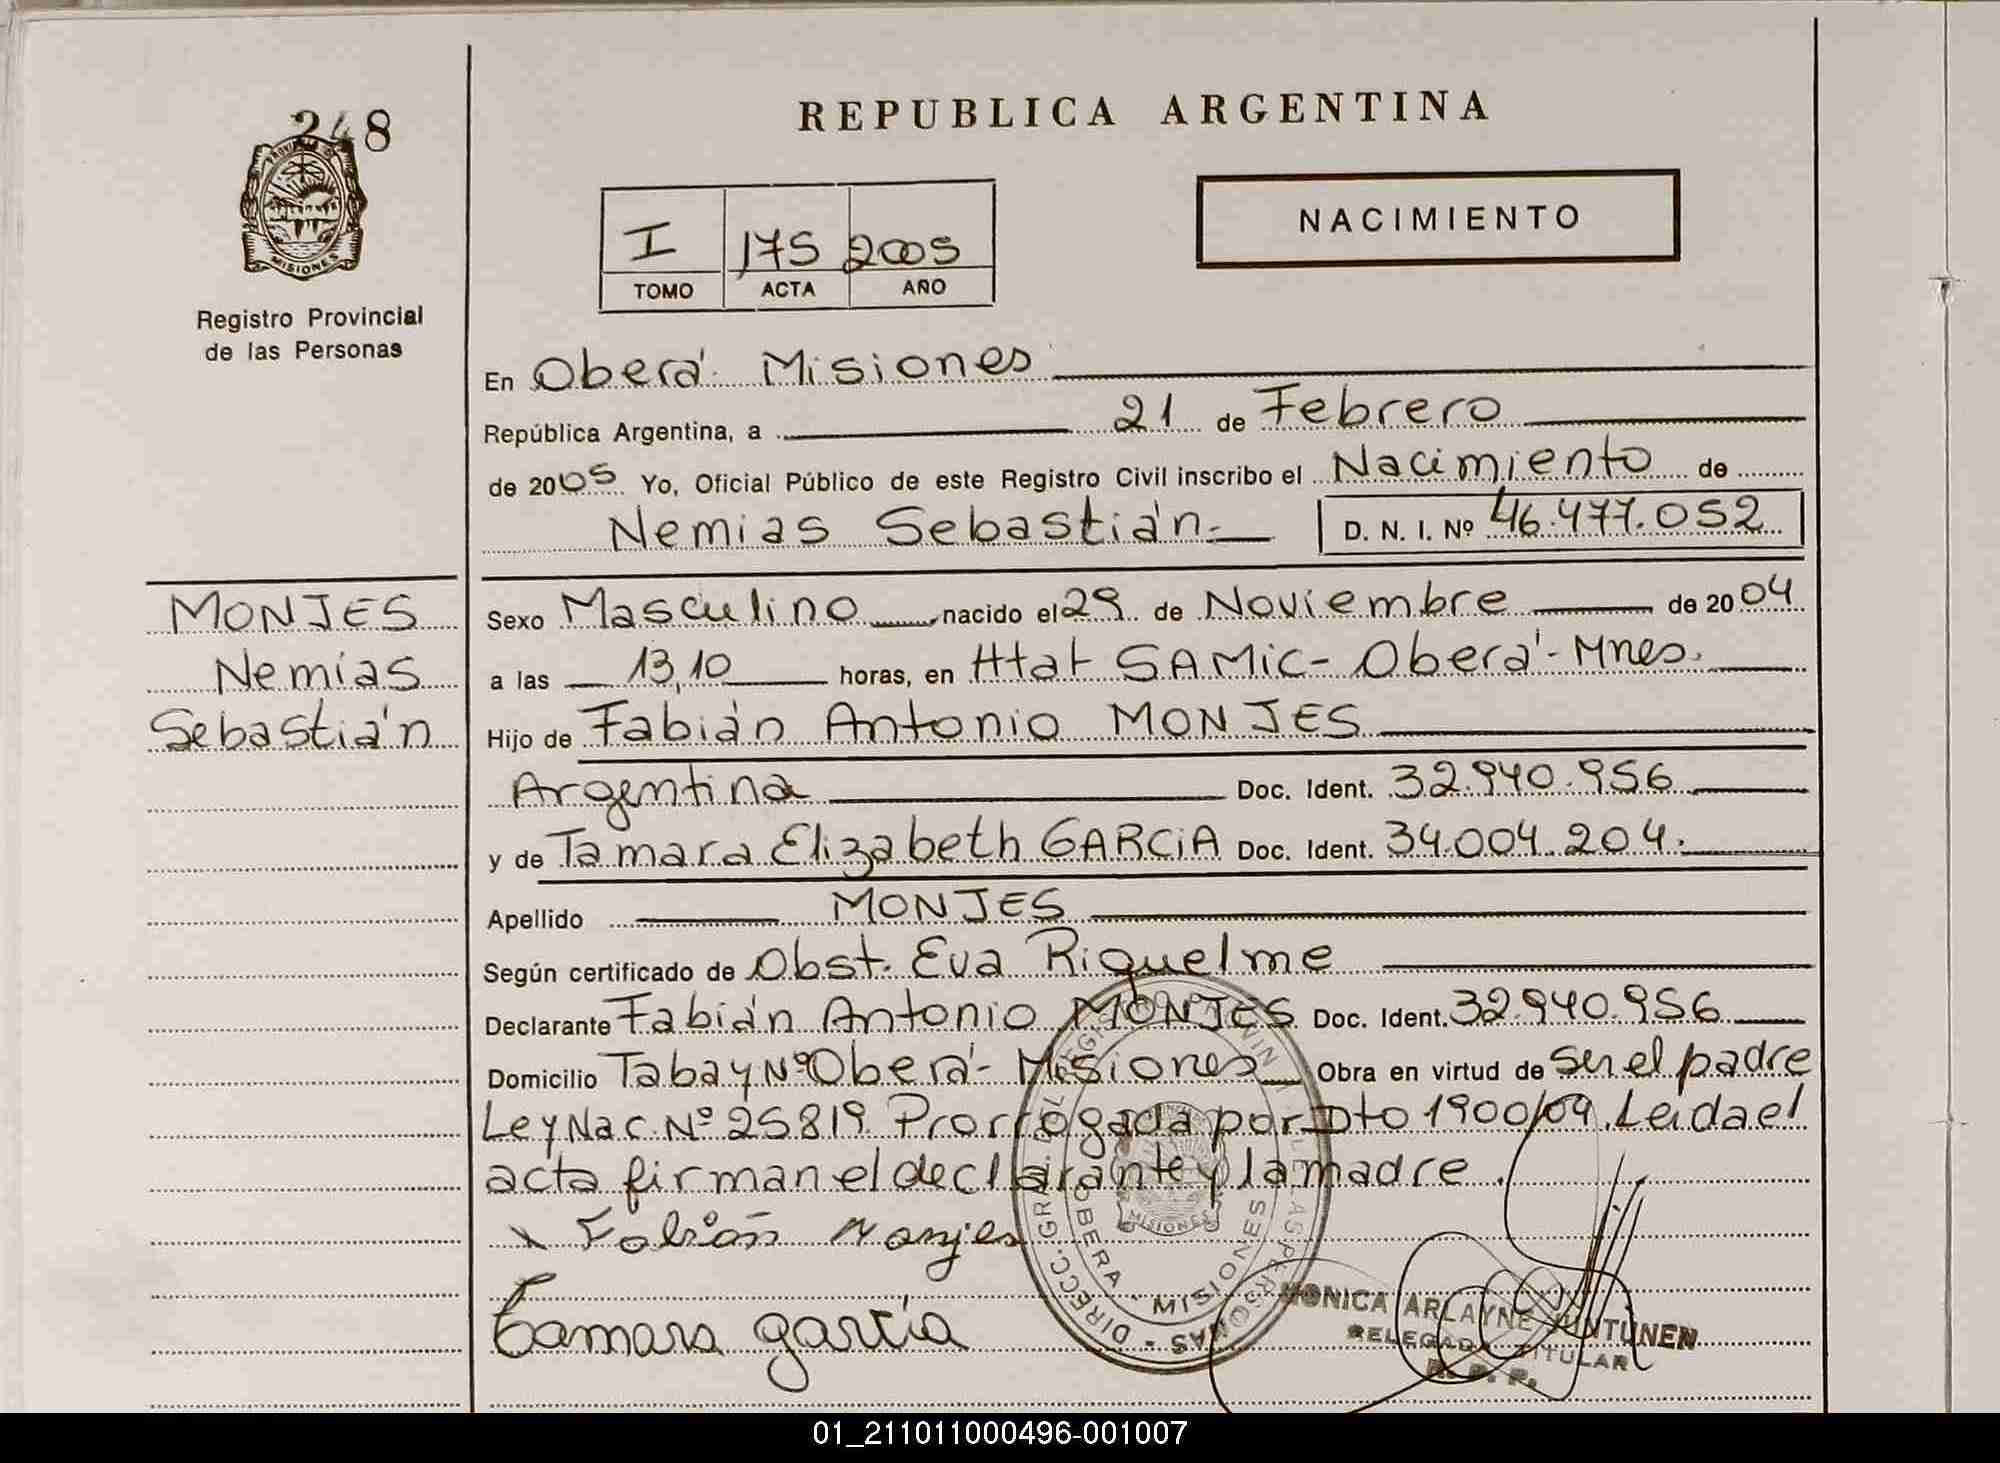 248
PROVINCIA DE
MISIONES
Registro Provincial
de las Personas
REPUBLICA ARGENTINA
I 175 2005
TOMO ACTA AÑO
NACIMIENTO
En Oberá. Misiones
República Argentina, a 21 de Febrero
de 2005 Yo, Oficial Público de este Registro Civil inscribo el Nacimiento de
Nemias Sebastián.
D. N. I. Nº 46.477.052
MONJES
Nemias
Sebastián
Sexo Masculino nacido el 29 de Noviembre de 2004
a las 13,10 horas, en Htal SAMIC - Oberá - Mnes.
Hijo de Fabián Antonio MONJES
Argentina Doc. Ident. 32.940.956
y de Tamara Elizabeth GARCIA Doc. Ident. 34.004.204.
Apellido MONJES
Según certificado de Obst. Eva Riquelme
Declarante Fabián Antonio MONJES Doc. Ident. 32.940.956
Domicilio Tabay Nº Oberá - Misiones Obra en virtud de ser el padre
Ley Nac. Nº 25819. Prorrogada por Dto 1900/04. Leida el
acta firman el declarante y la madre.
x Fabián Monjes
Tamara garcía
OBERA - MISIONES
MISIONES
MONICA ARLAYNE JUNTUNEN
DELEGADA TITULAR
R. P. P.
01_211011000496-001007